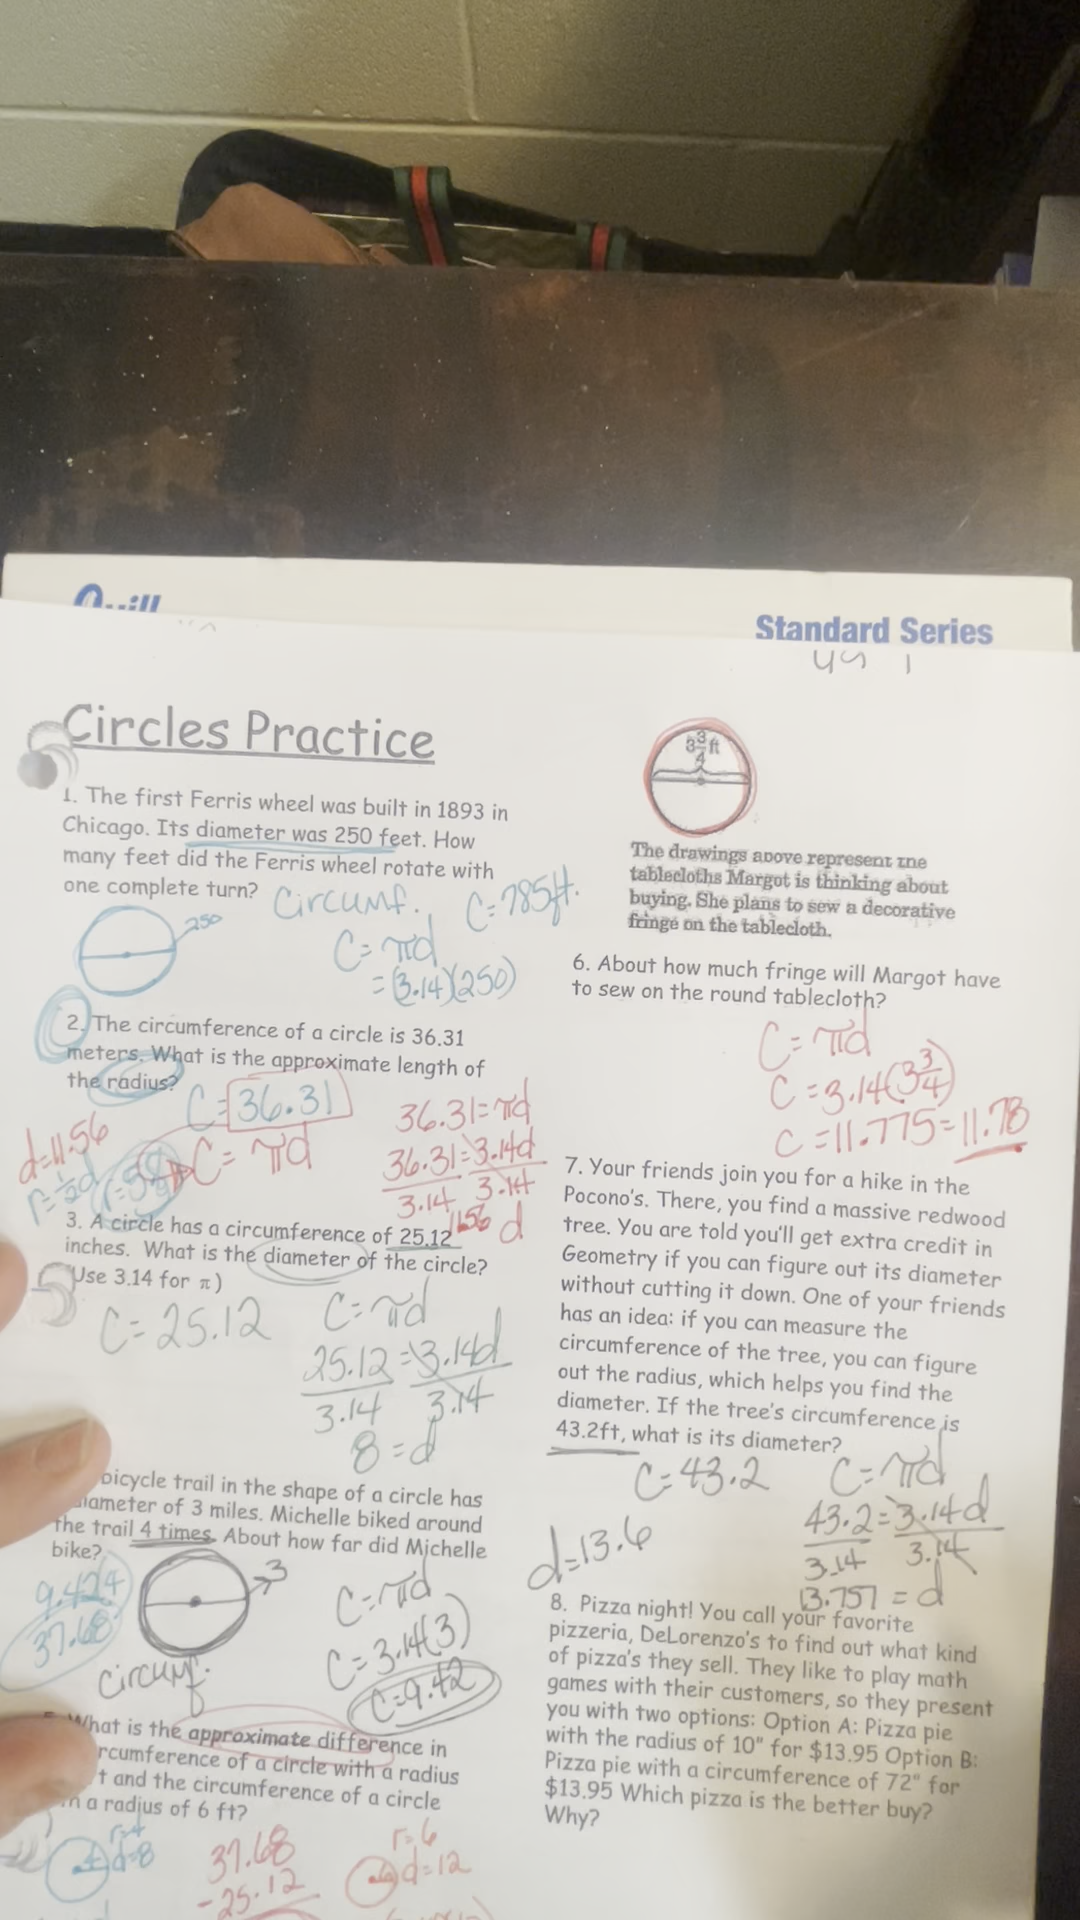 Quill
Standard Series
Circles Practice
1. The first Ferris wheel was built in 1893 in
Chicago. Its diameter was 250 feet. How
many feet did the Ferris wheel rotate with
one complete turn?
Circumf.
C=785ft.
250
C=πd
=(3.14)(250)
2. The circumference of a circle is 36.31
meters. What is the approximate length of
the radius?
C=36.31
C=πd
d=11.56
r=½d
36.31=πd
36.31=3.14d
3.14 3.14
11.56 d
3. A circle has a circumference of 25.12
inches. What is the diameter of the circle?
Use 3.14 for π)
C=25.12
C=πd
25.12=3.14d
3.14 3.14
8=d
bicycle trail in the shape of a circle has
diameter of 3 miles. Michelle biked around
the trail 4 times. About how far did Michelle
bike?
9.42×4
37.68
3
circumf.
C=πd
C=3.14(3)
C=9.42
What is the approximate difference in
rcumference of a circle with a radius
t and the circumference of a circle
a radius of 6 ft?
r=4
d=8
37.68
-25.12
r=6
d=12
3 3/4 ft
The drawings above represent the
tablecloths Margot is thinking about
buying. She plans to sew a decorative
fringe on the tablecloth.
6. About how much fringe will Margot have
to sew on the round tablecloth?
C=πd
C=3.14(3 3/4)
C=11.775=11.78
7. Your friends join you for a hike in the
Pocono's. There, you find a massive redwood
tree. You are told you'll get extra credit in
Geometry if you can figure out its diameter
without cutting it down. One of your friends
has an idea: if you can measure the
circumference of the tree, you can figure
out the radius, which helps you find the
diameter. If the tree's circumference is
43.2ft, what is its diameter?
C=43.2
C=πd
43.2=3.14d
3.14 3.14
13.757=d
d=13.6
8. Pizza night! You call your favorite
pizzeria, DeLorenzo's to find out what kind
of pizza's they sell. They like to play math
games with their customers, so they present
you with two options: Option A: Pizza pie
with the radius of 10" for $13.95 Option B:
Pizza pie with a circumference of 72" for
$13.95 Which pizza is the better buy?
Why?